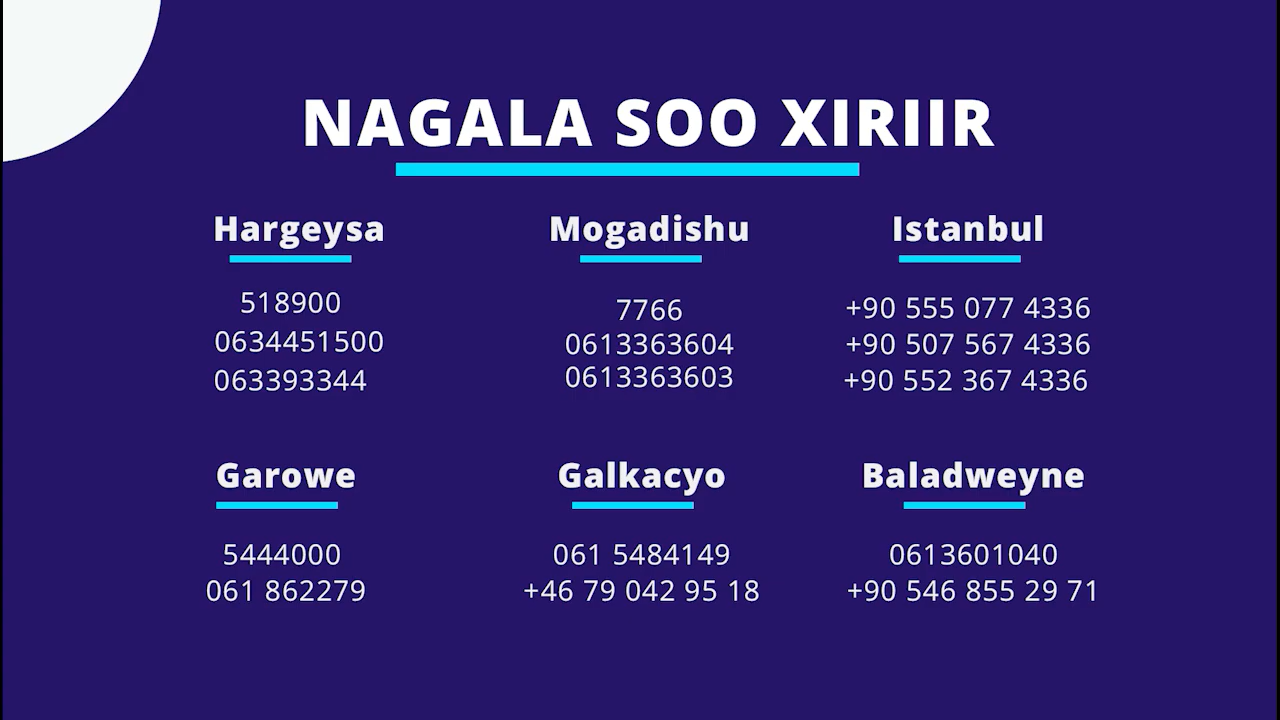 NAGALA SOO XIRIIR
Hargeysa
518900
0634451500
063393344
Mogadishu
7766
0613363604
0613363603
Istanbul
+90 555 077 4336
+90 507 567 4336
+90 552 367 4336
Garowe
5444000
061 862279
Galkacyo
061 5484149
+46 79 042 95 18
Baladweyne
0613601040
+90 546 855 29 71